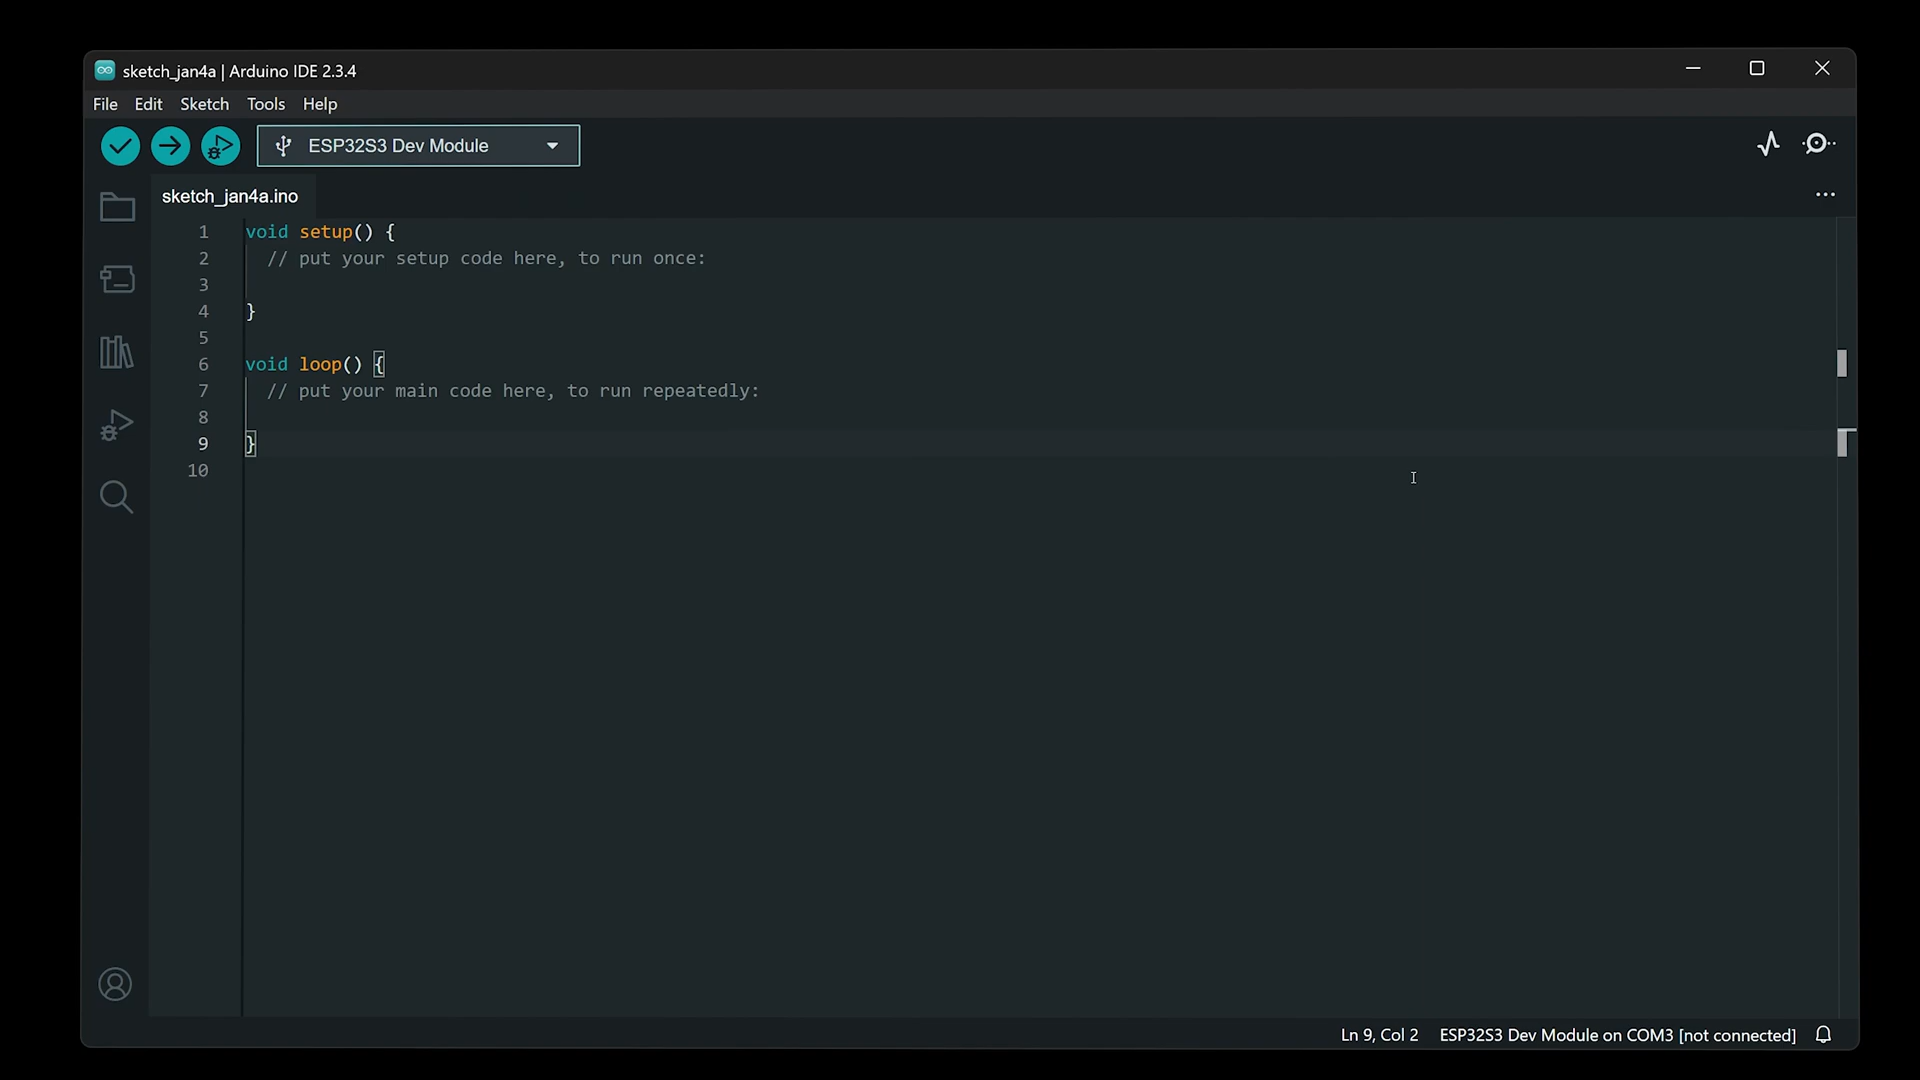 sketch_jan4a | Arduino IDE 2.3.4
File Edit Sketch Tools Help
ESP32S3 Dev Module
sketch_jan4a.ino
1 void setup() {
2 // put your setup code here, to run once:
3
4 }
5
6 void loop() {
7 // put your main code here, to run repeatedly:
8
9 }
10
Ln 9, Col 2 ESP32S3 Dev Module on COM3 [not connected]